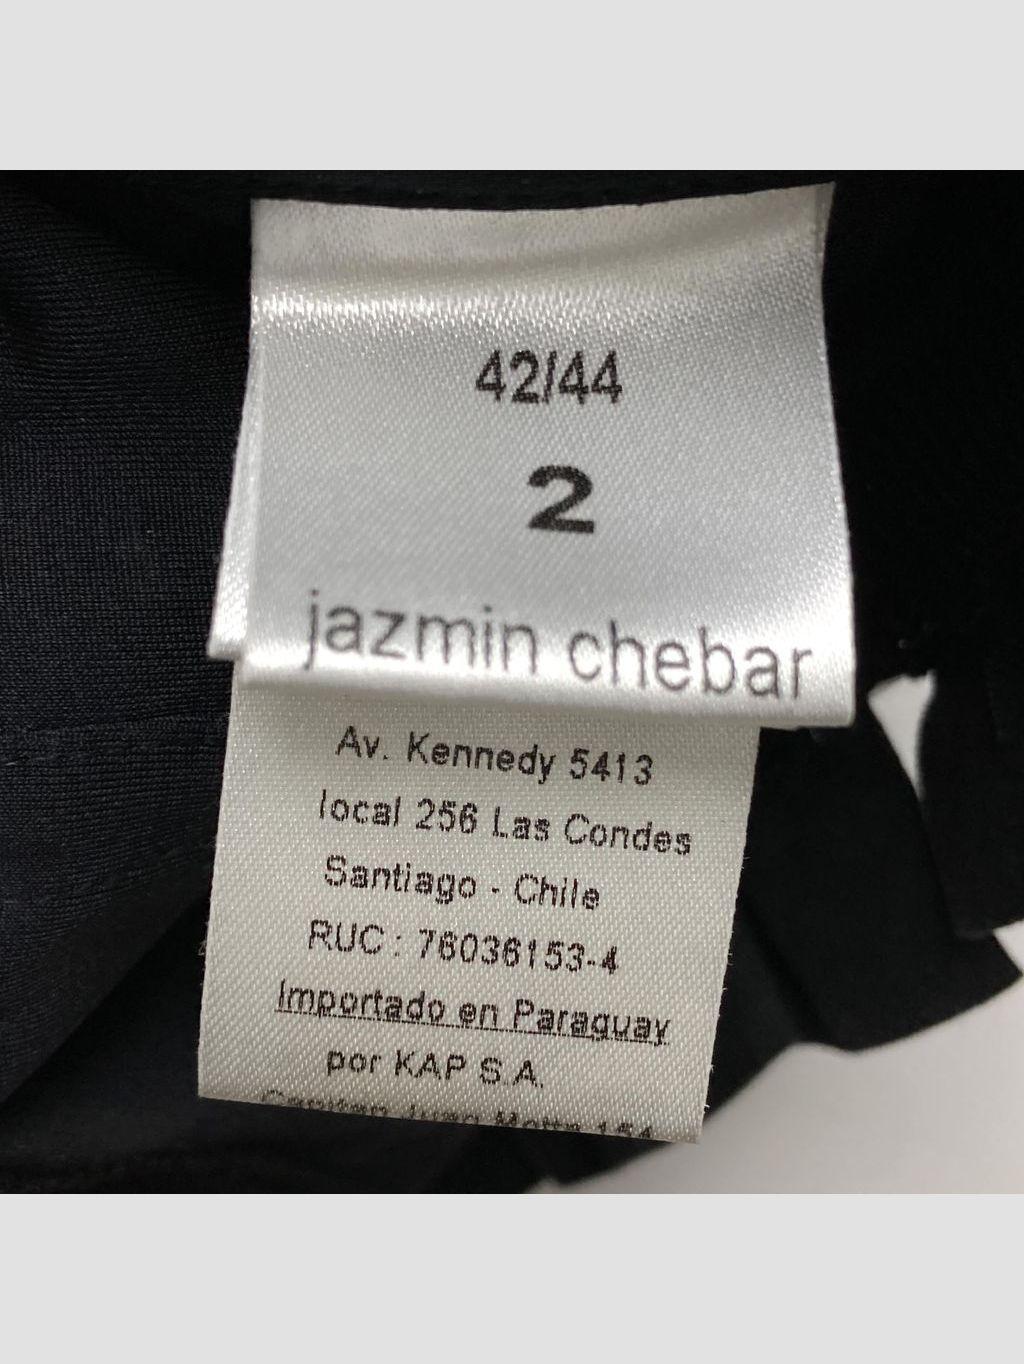 42/44
2
jazmin chebar
Av. Kennedy 5413
local 256 Las Condes
Santiago - Chile
RUC : 76036153-4
Importado en Paraguay
por KAP S.A.